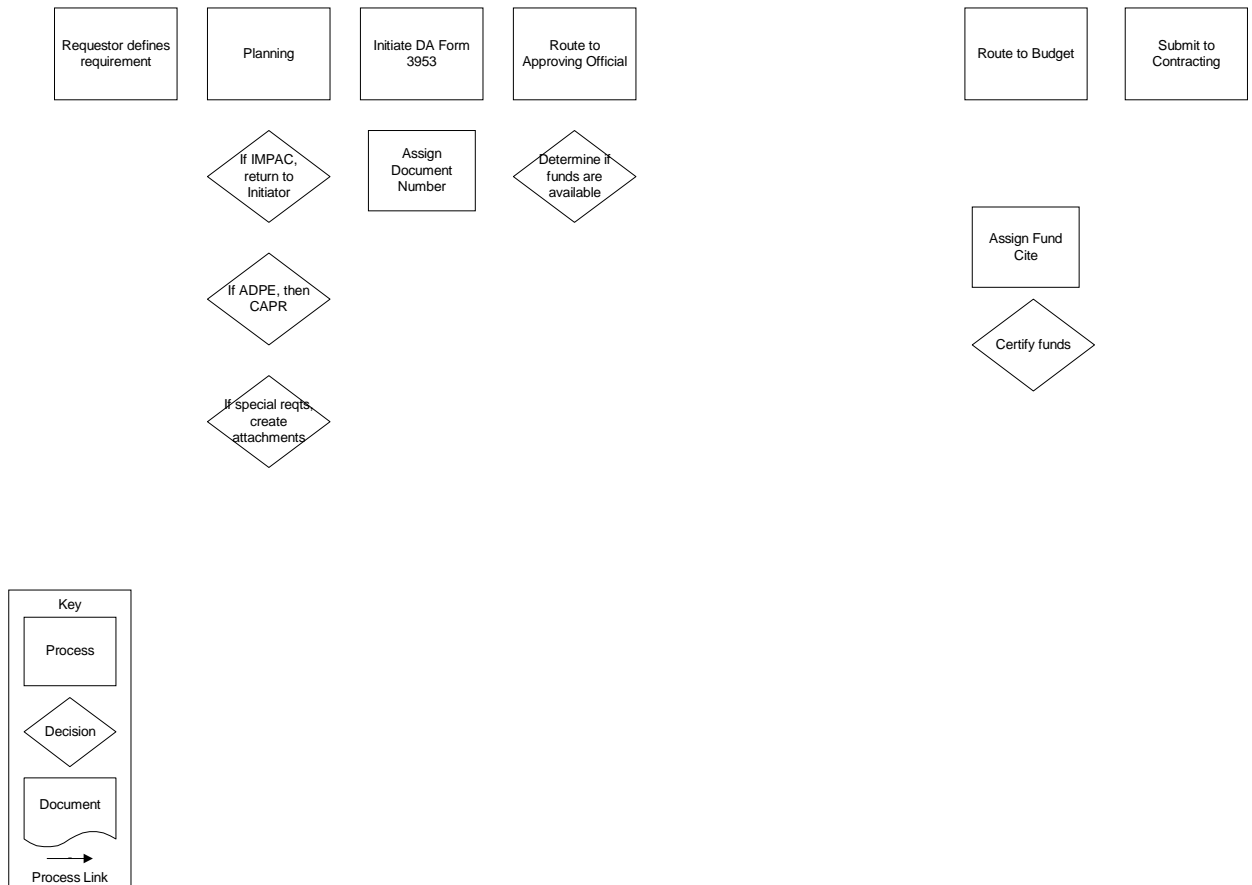 Requestor defines
requirement
Planning
Initiate DA Form
3953
Route to
Approving Official
Route to Budget
Submit to
Contracting
If IMPAC,
return to
Initiator
Assign
Document
Number
Determine if
funds are
available
Assign Fund
Cite
If ADPE, then
CAPR
Certify funds
If special reqts,
create
attachments
Key
Process
Decision
Document
Process Link